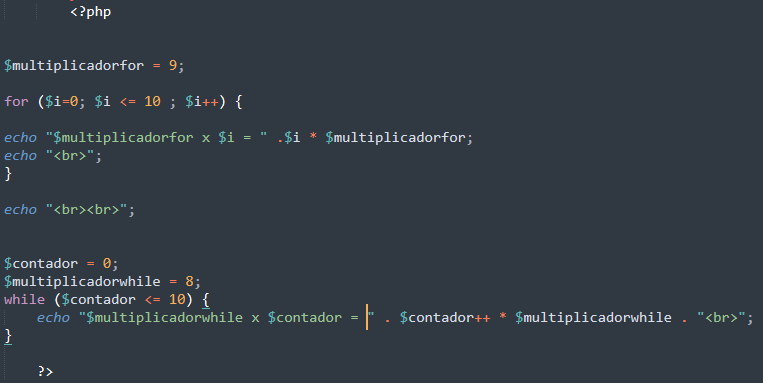 <?php
$multiplicadorfor = 9;
for ($i=0; $i <= 10 ; $i++) {
echo "$multiplicadorfor x $i = " .$i * $multiplicadorfor;
echo "<br>";
}
echo "<br><br>";
$contador = 0;
$multiplicadorwhile = 8;
while ($contador <= 10) {
echo "$multiplicadorwhile x $contador = " . $contador++ * $multiplicadorwhile . "<br>";
}
?>